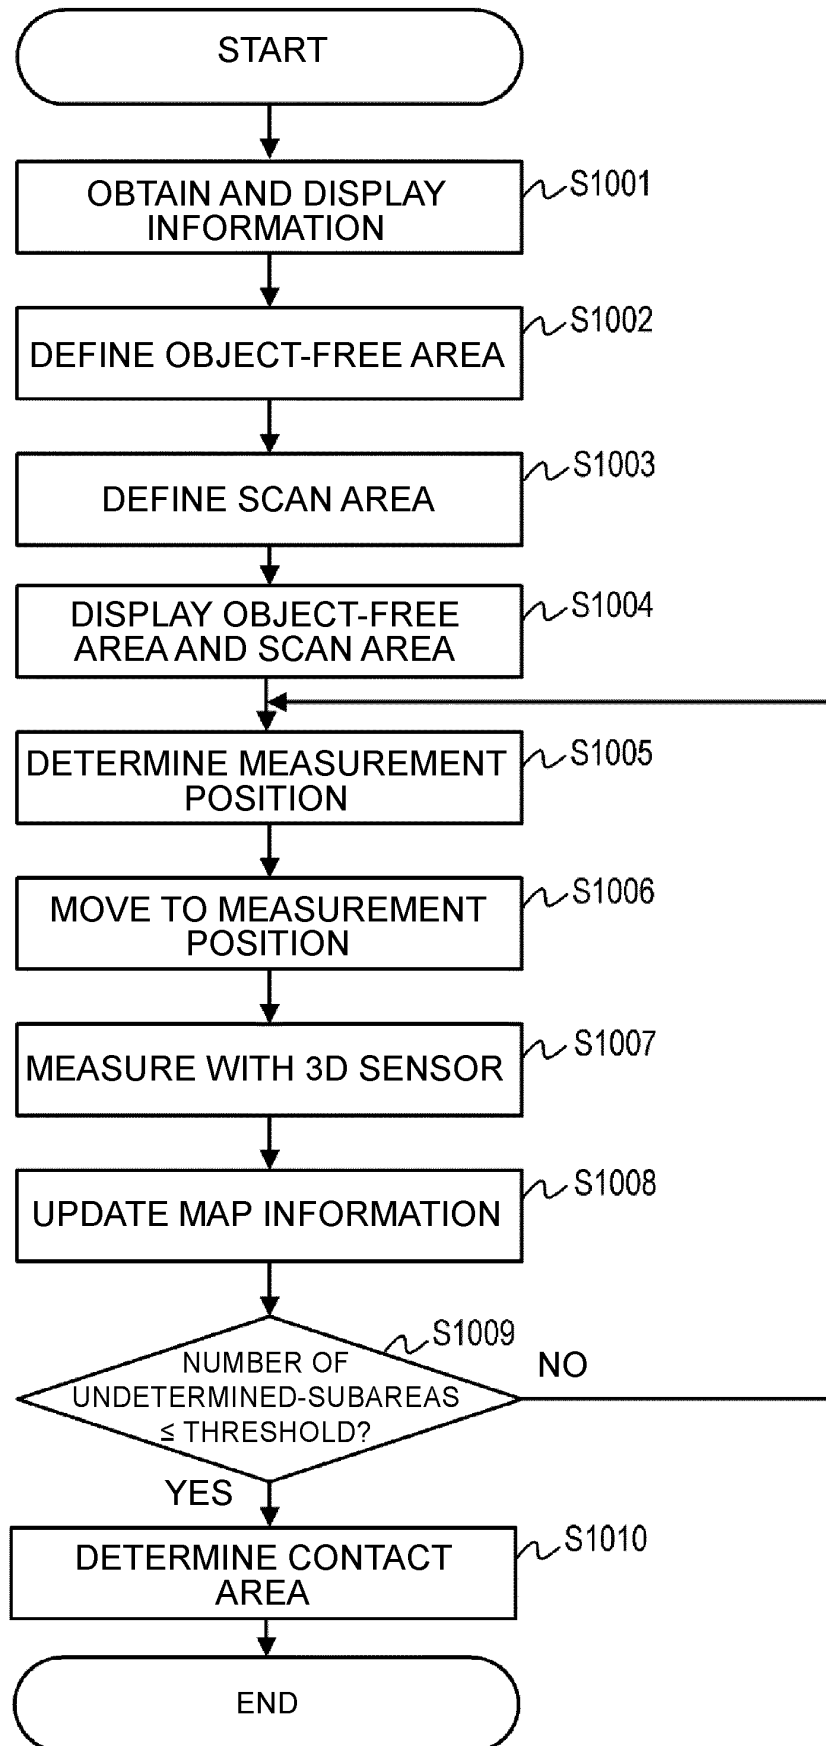 START
OBTAIN AND DISPLAY
INFORMATION
S1001
DEFINE OBJECT-FREE AREA
S1002
DEFINE SCAN AREA
S1003
DISPLAY OBJECT-FREE
AREA AND SCAN AREA
S1004
DETERMINE MEASUREMENT
POSITION
S1005
MOVE TO MEASUREMENT
POSITION
S1006
MEASURE WITH 3D SENSOR
S1007
UPDATE MAP INFORMATION
S1008
NUMBER OF
UNDETERMINED-SUBAREAS
≤ THRESHOLD?
S1009
NO
YES
DETERMINE CONTACT
AREA
S1010
END